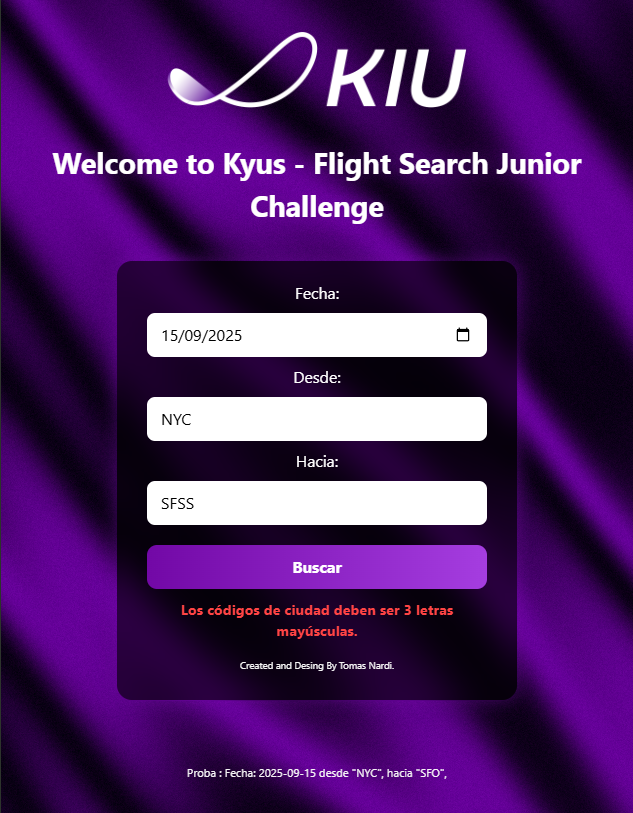 KIU
Welcome to Kyus - Flight Search Junior
Challenge
Fecha:
15/09/2025
Desde:
NYC
Hacia:
SFSS
Buscar
Los códigos de ciudad deben ser 3 letras
mayúsculas.
Created and Desing By Tomas Nardi.
Proba : Fecha: 2025-09-15 desde "NYC", hacia "SFO",